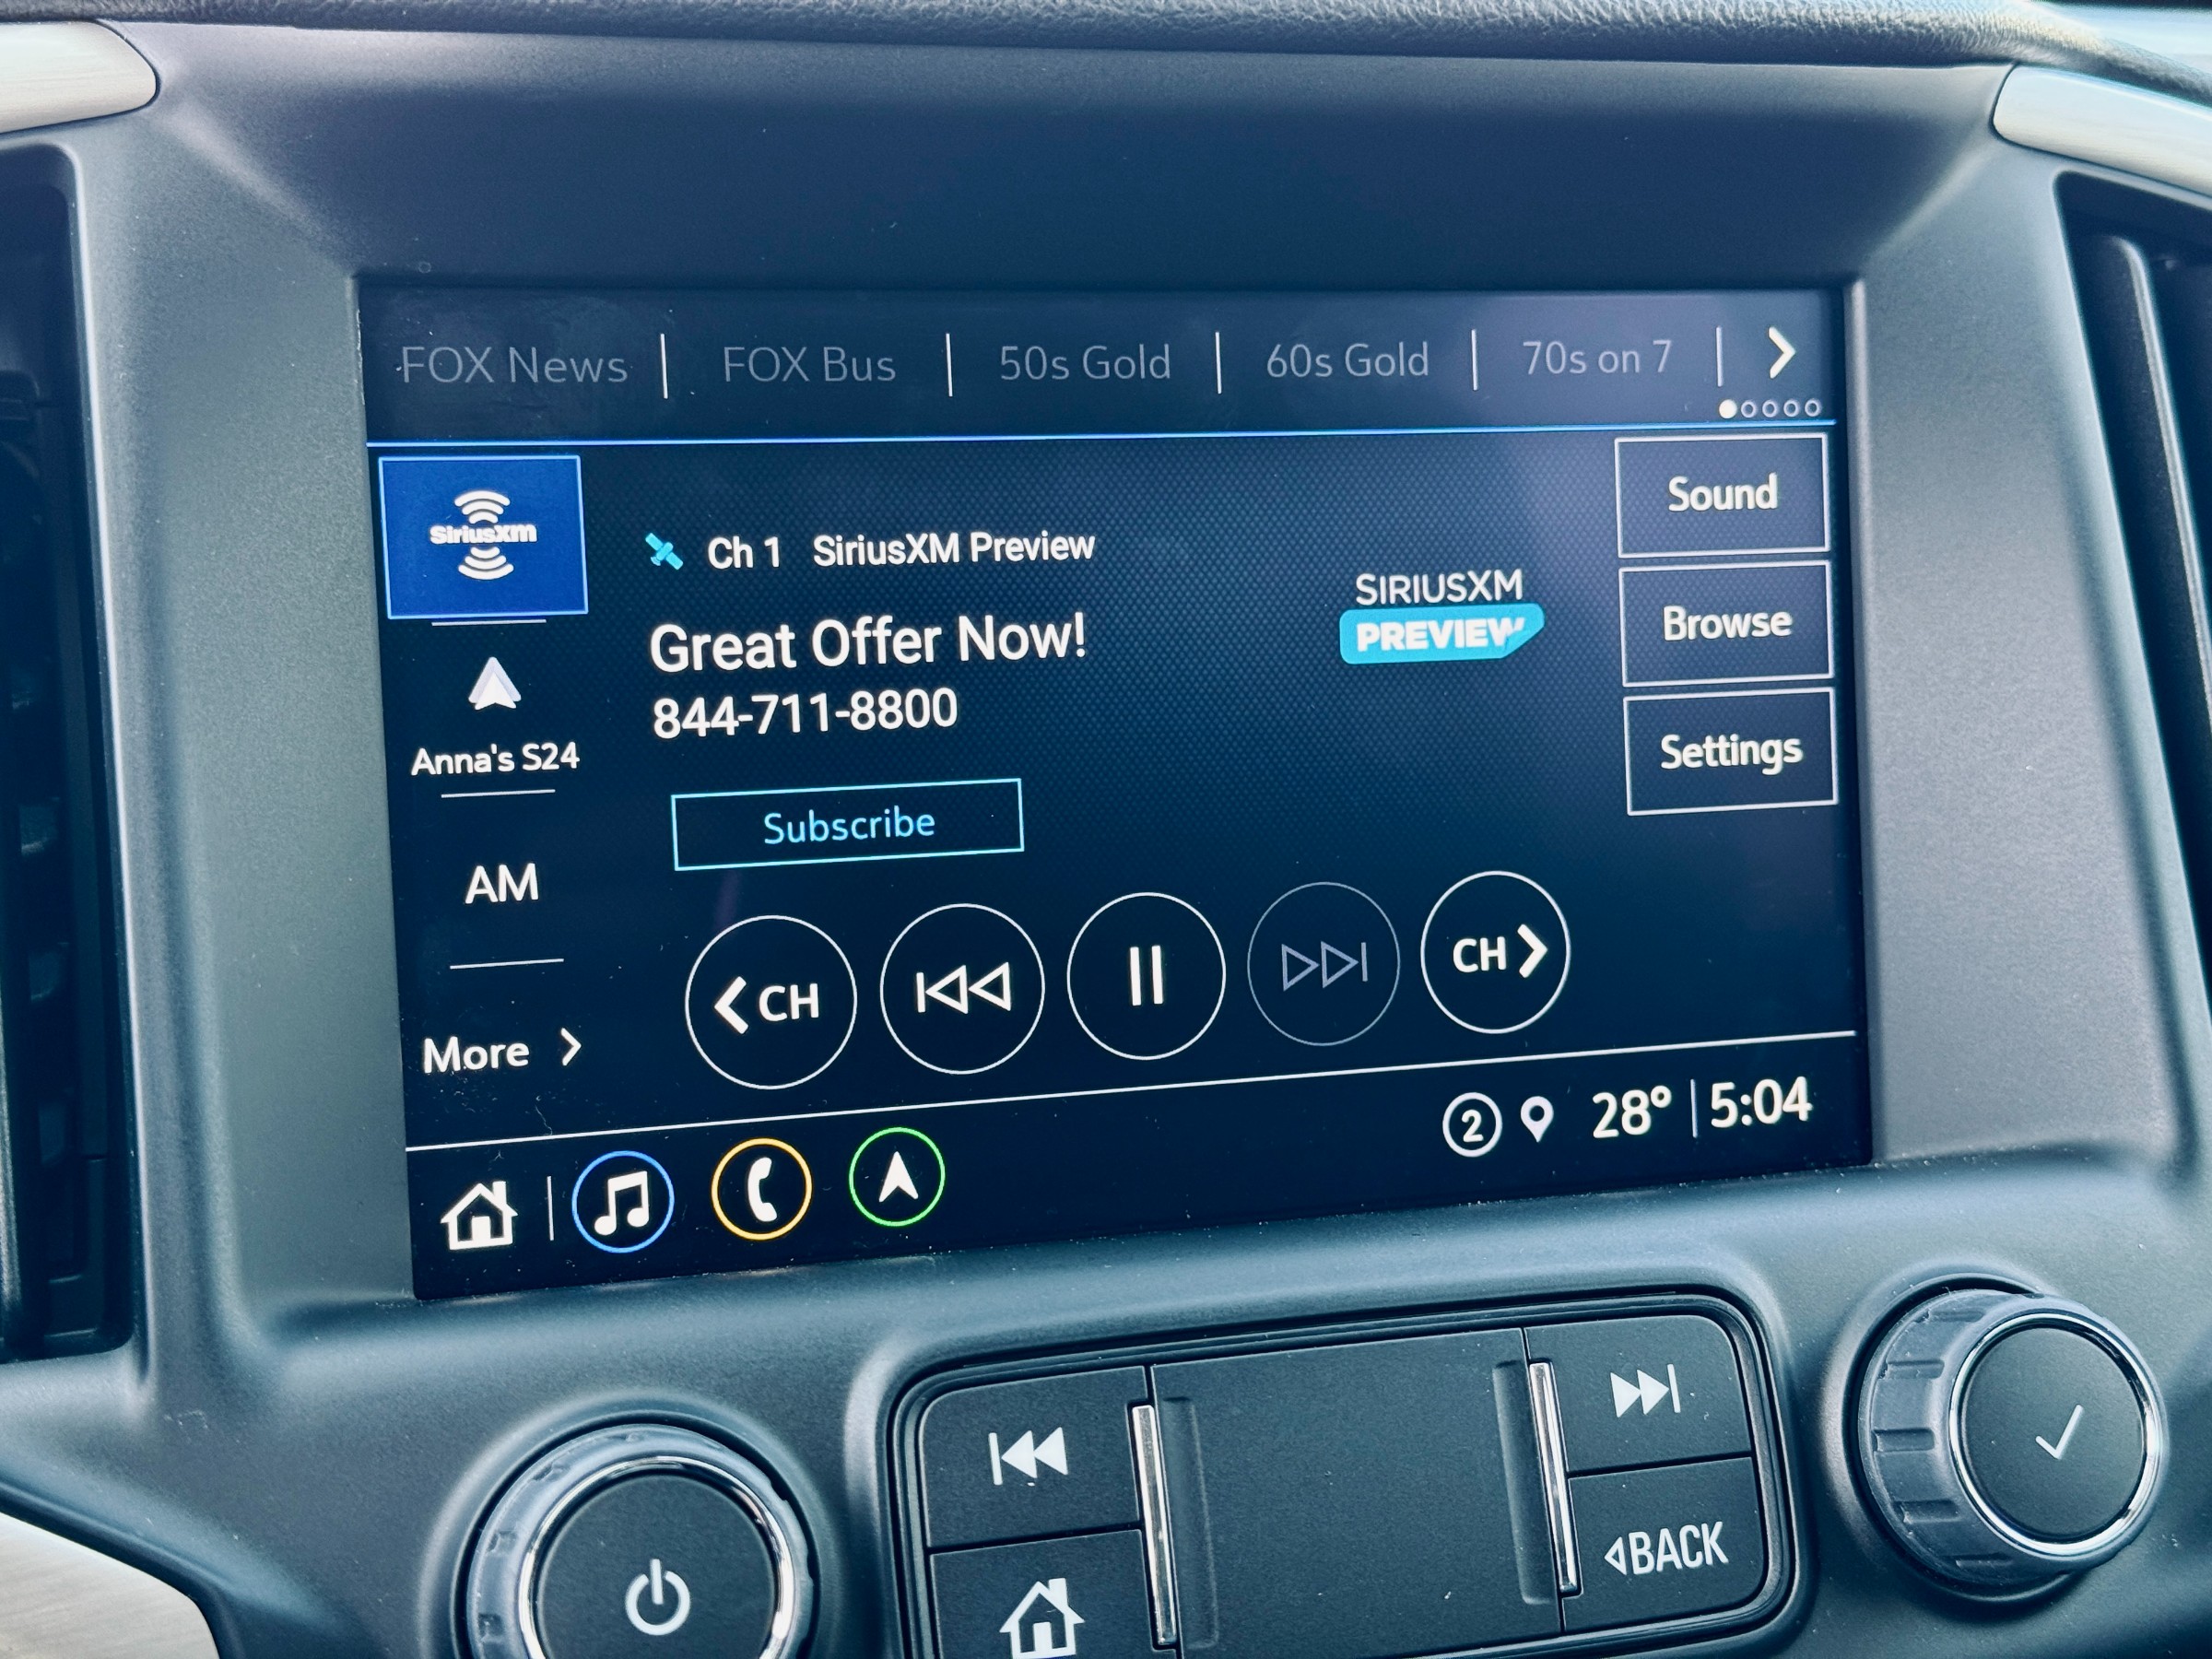 FOX News | FOX Bus | 50s Gold | 60s Gold | 70s on 7 |
SiriusXM
Ch 1 SiriusXM Preview
Great Offer Now!
844-711-8800
Subscribe
SIRIUSXM
PREVIEW
Sound
Browse
Settings
Anna's S24
AM
More
CH
CH
2 28° | 5:04
BACK